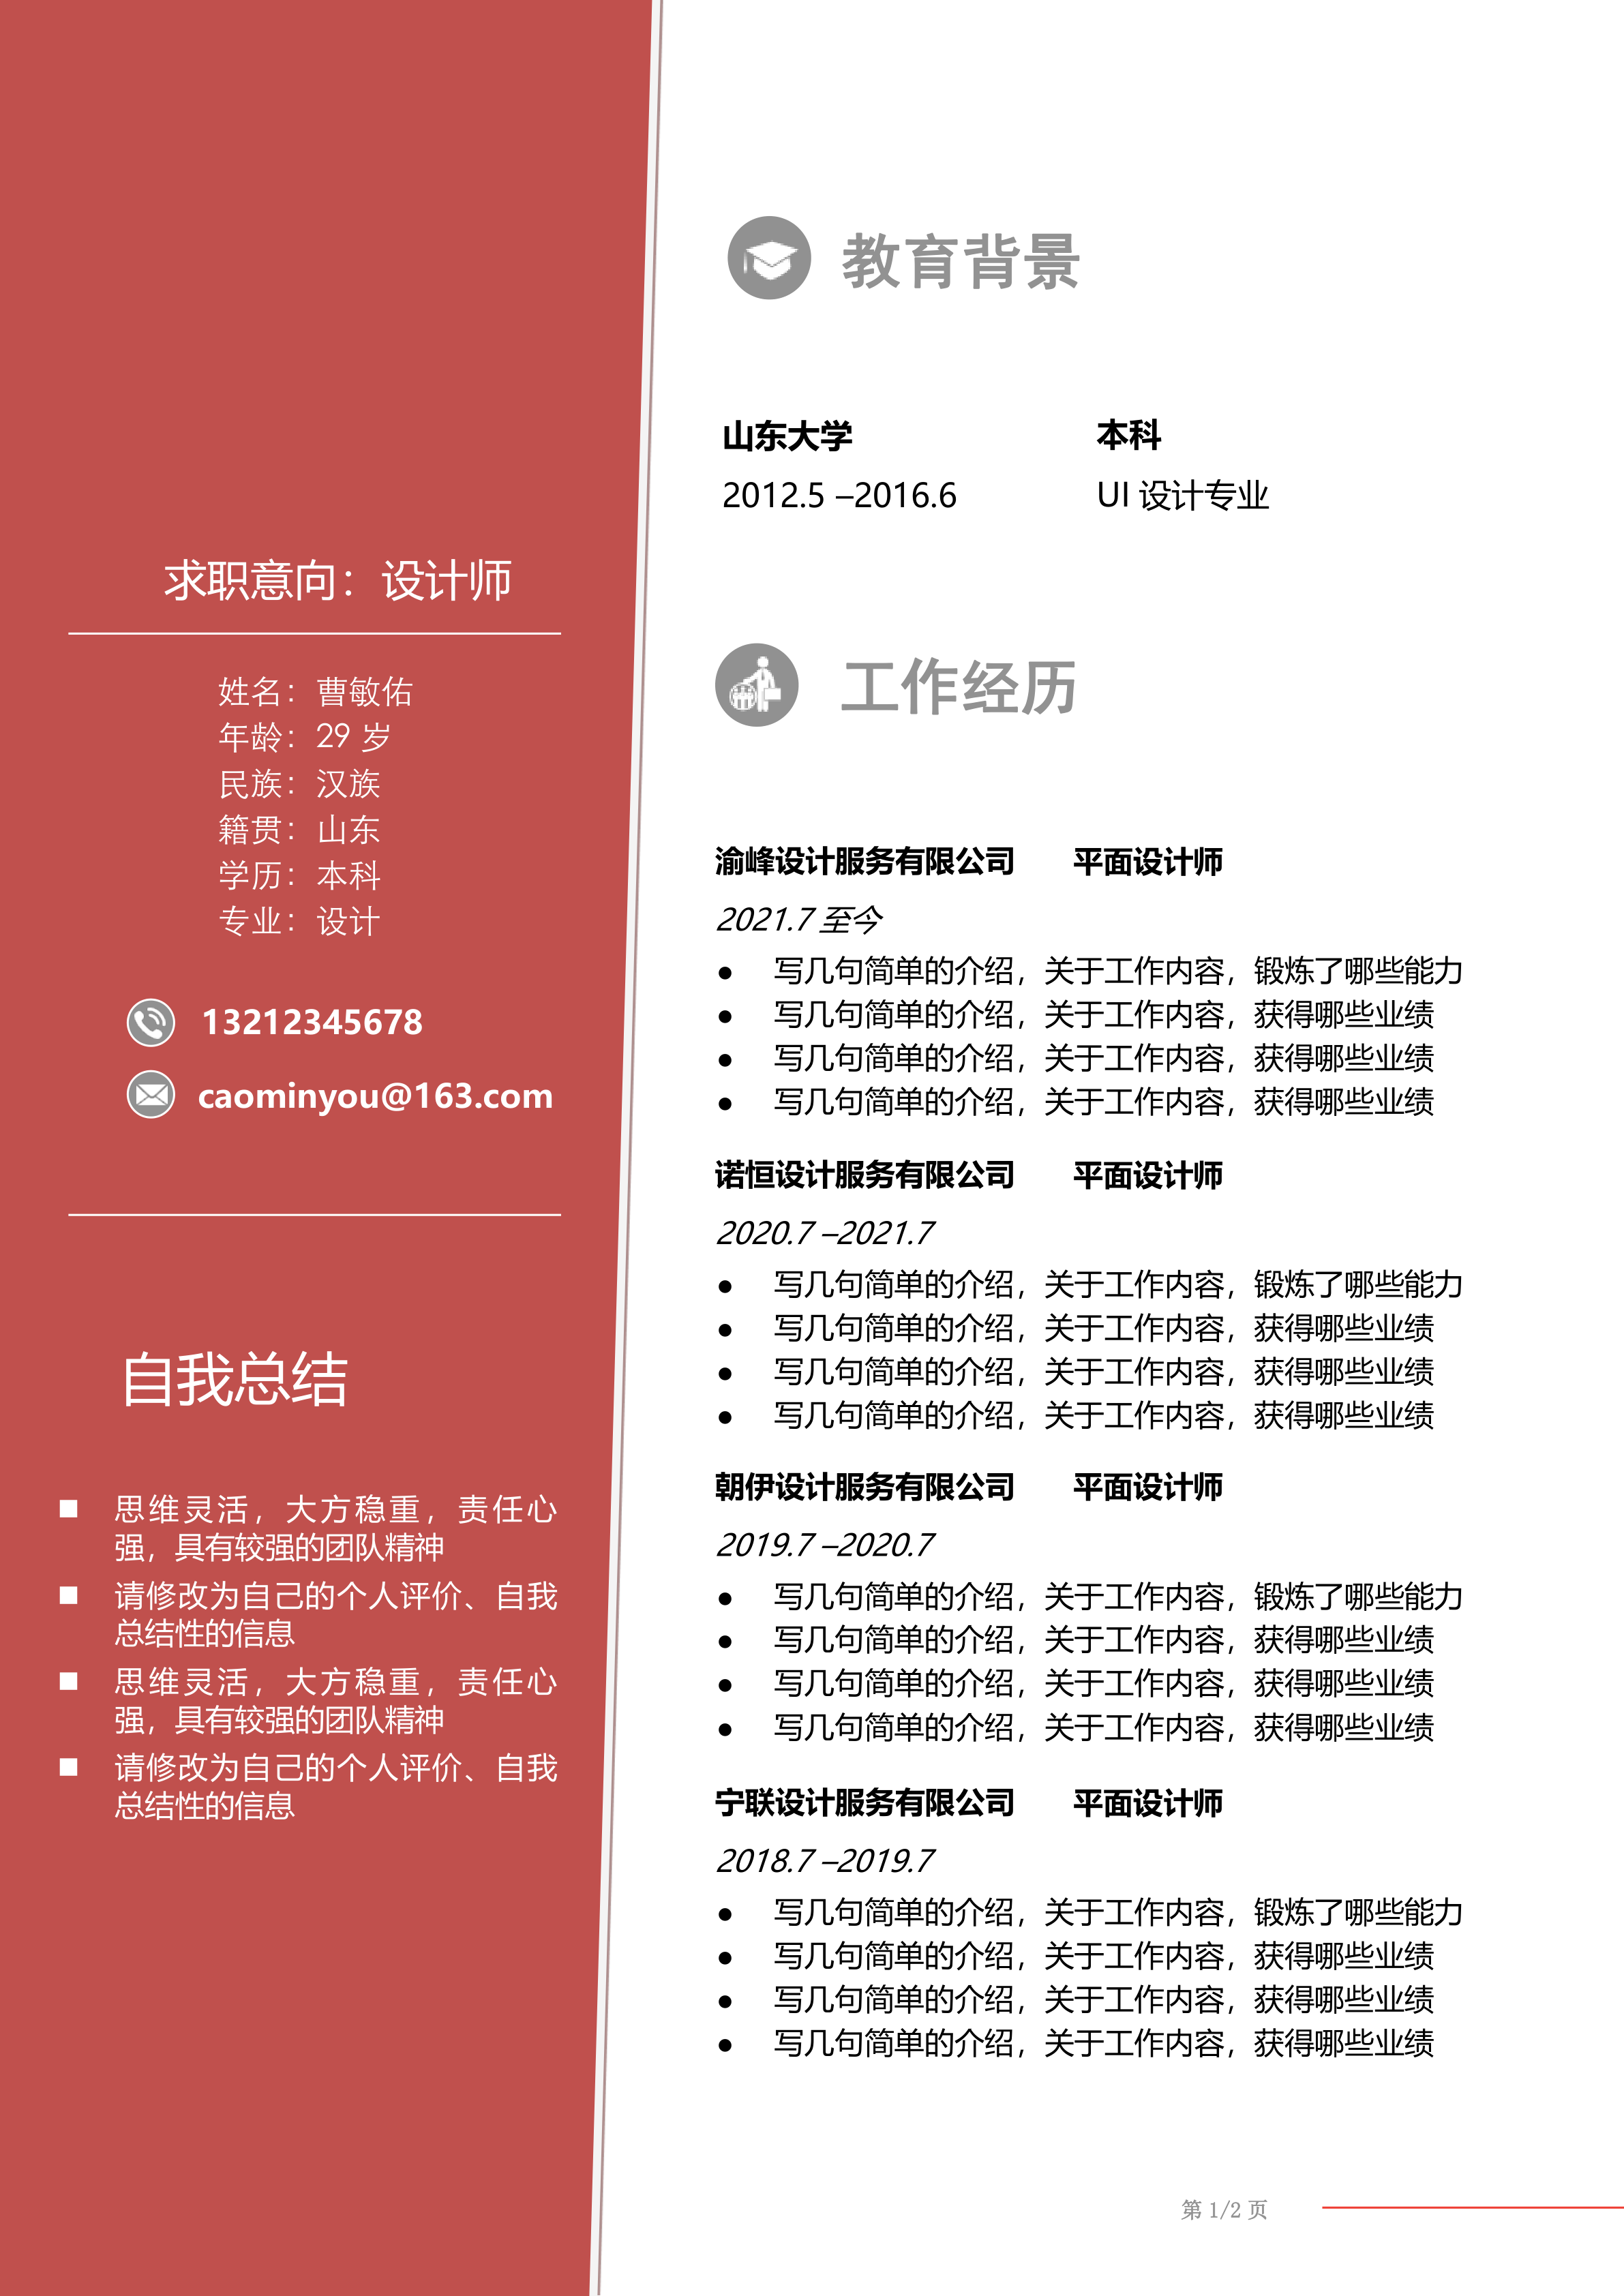 求职意向：设计师
姓名：曹敏佑
年龄：29 岁
民族：汉族
籍贯：山东
学历：本科
专业：设计
13212345678
caominyou@163.com
自我总结
思维灵活，大方稳重，责任心
强，具有较强的团队精神
请修改为自己的个人评价、自我
总结性的信息
思维灵活，大方稳重，责任心
强，具有较强的团队精神
请修改为自己的个人评价、自我
总结性的信息
教育背景
山东大学 本科
2012.5 –2016.6 UI 设计专业
工作经历
渝峰设计服务有限公司 平面设计师
2021.7 至今
● 写几句简单的介绍，关于工作内容，锻炼了哪些能力
● 写几句简单的介绍，关于工作内容，获得哪些业绩
● 写几句简单的介绍，关于工作内容，获得哪些业绩
● 写几句简单的介绍，关于工作内容，获得哪些业绩
诺恒设计服务有限公司 平面设计师
2020.7 –2021.7
● 写几句简单的介绍，关于工作内容，锻炼了哪些能力
● 写几句简单的介绍，关于工作内容，获得哪些业绩
● 写几句简单的介绍，关于工作内容，获得哪些业绩
● 写几句简单的介绍，关于工作内容，获得哪些业绩
朝伊设计服务有限公司 平面设计师
2019.7 –2020.7
● 写几句简单的介绍，关于工作内容，锻炼了哪些能力
● 写几句简单的介绍，关于工作内容，获得哪些业绩
● 写几句简单的介绍，关于工作内容，获得哪些业绩
● 写几句简单的介绍，关于工作内容，获得哪些业绩
宁联设计服务有限公司 平面设计师
2018.7 –2019.7
● 写几句简单的介绍，关于工作内容，锻炼了哪些能力
● 写几句简单的介绍，关于工作内容，获得哪些业绩
● 写几句简单的介绍，关于工作内容，获得哪些业绩
● 写几句简单的介绍，关于工作内容，获得哪些业绩
第 1/2 页